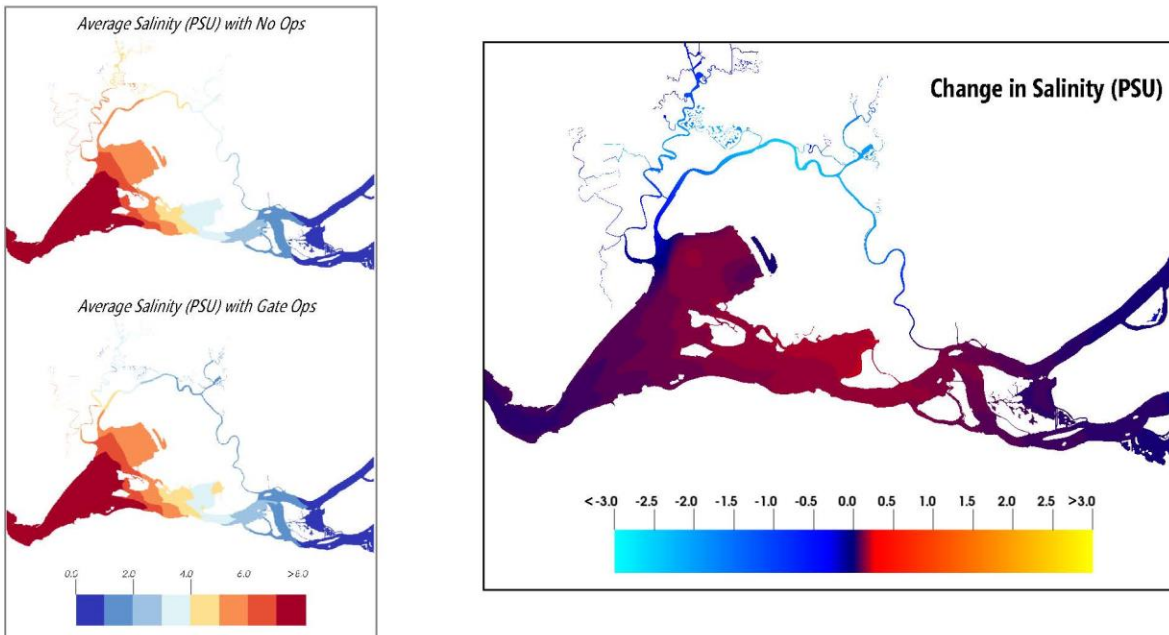 Average Salinity (PSU) with No Ops
Average Salinity (PSU) with Gate Ops
0.0 2.0 4.0 6.0 >8.0
Change in Salinity (PSU)
< -3.0 -2.5 -2.0 -1.5 -1.0 -0.5 0.0 0.5 1.0 1.5 2.0 2.5 >3.0